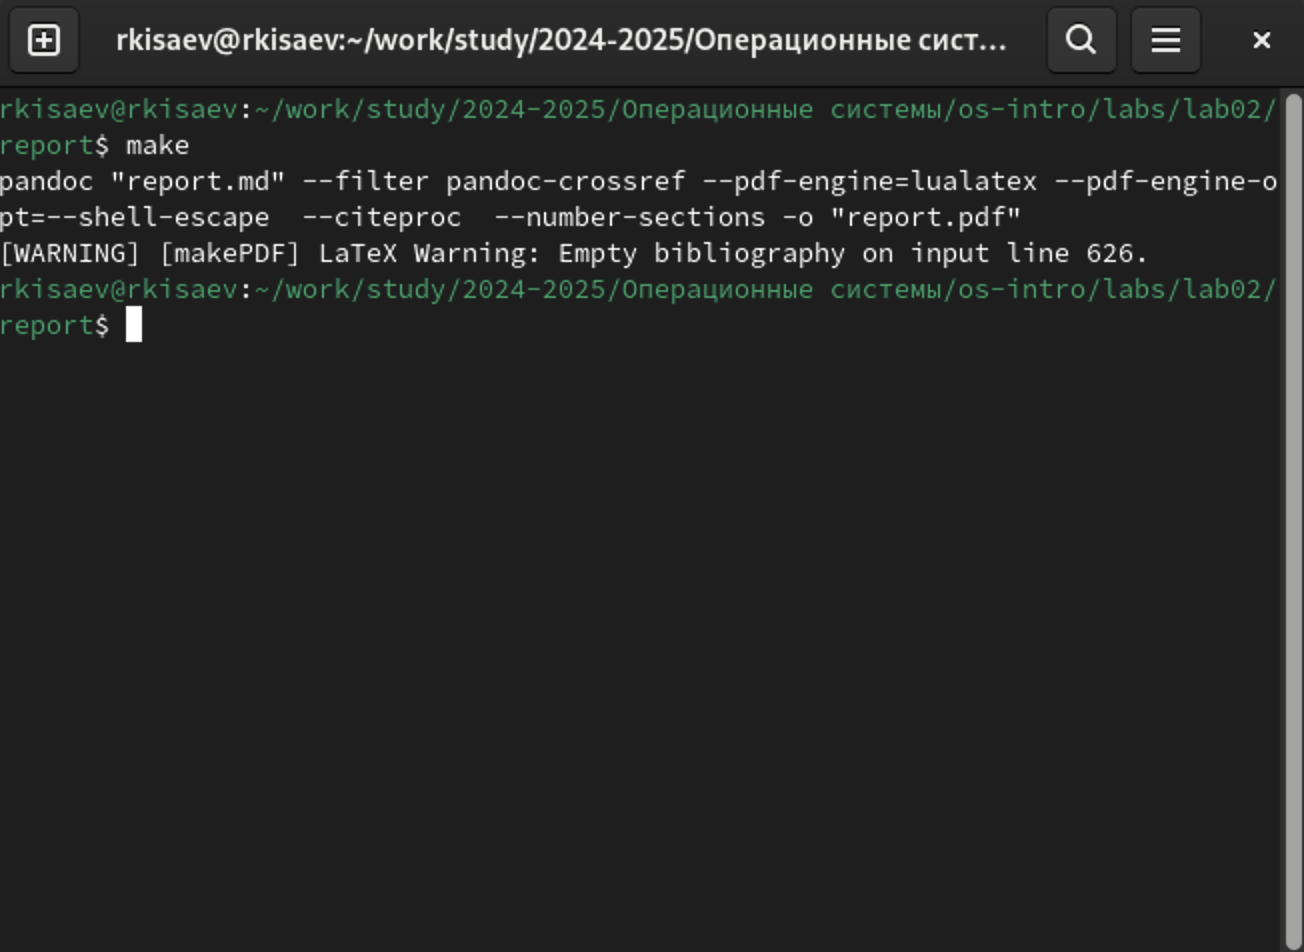 rkisaev@rkisaev:~/work/study/2024-2025/Операционные сист...
rkisaev@rkisaev:~/work/study/2024-2025/Операционные системы/os-intro/labs/lab02/
report$ make
pandoc "report.md" --filter pandoc-crossref --pdf-engine=lualatex --pdf-engine-o
pt=--shell-escape  --citeproc  --number-sections -o "report.pdf"
[WARNING] [makePDF] LaTeX Warning: Empty bibliography on input line 626.
rkisaev@rkisaev:~/work/study/2024-2025/Операционные системы/os-intro/labs/lab02/
report$